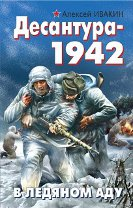 Алексей ИВАКИН
Десантура-
1942
В ЛЕДЯНОМ АДУ